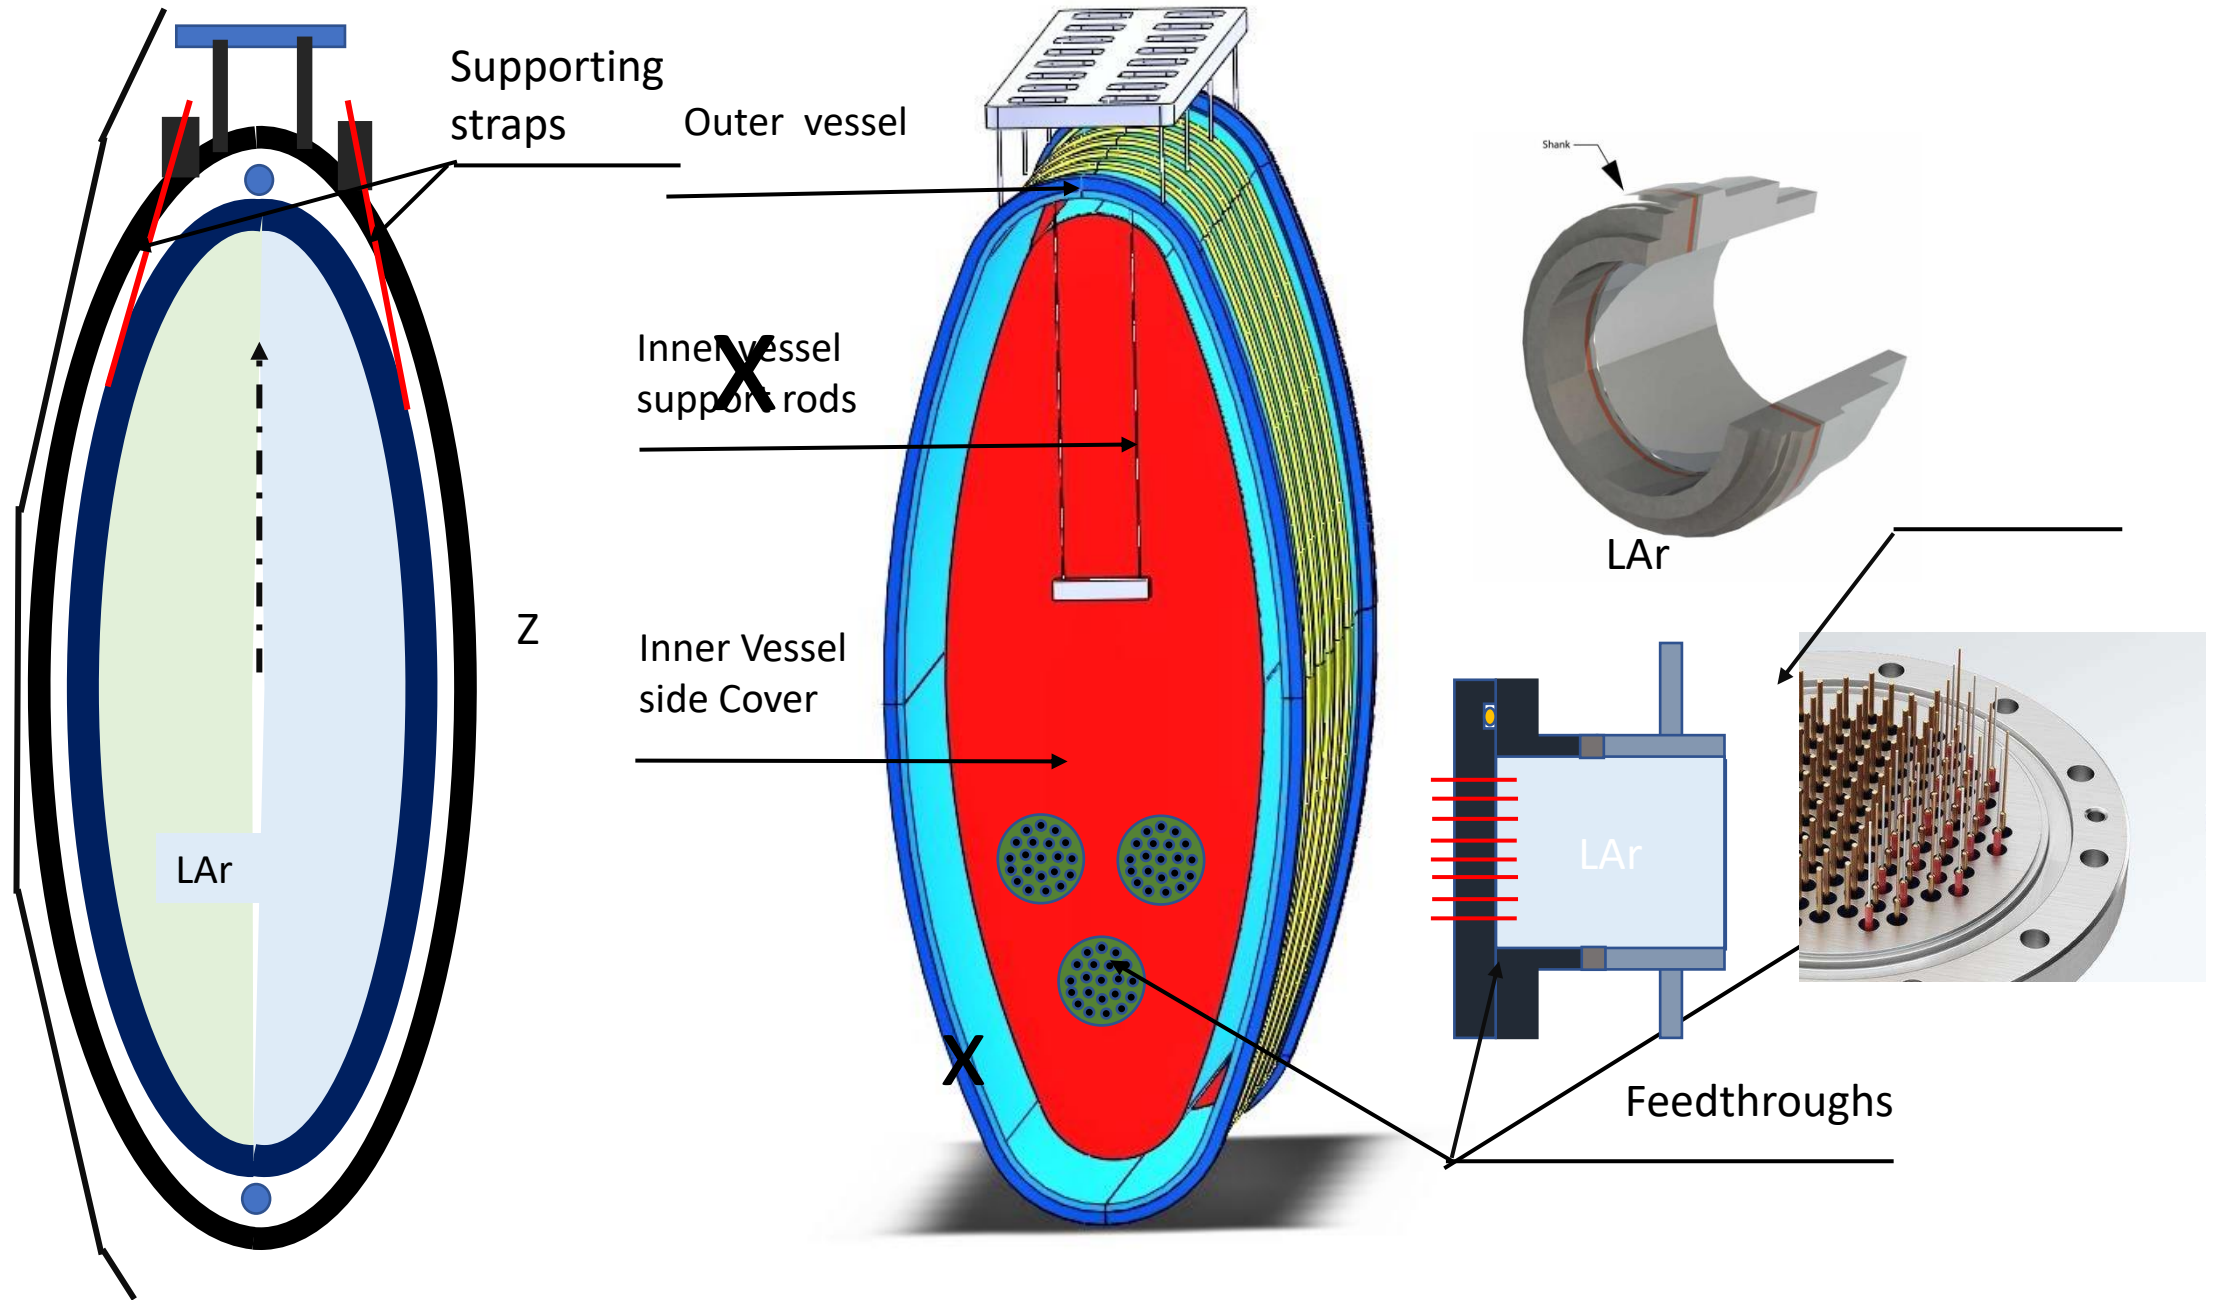 Supporting
straps
Outer vessel
Shank
Inner vessel
support rods
X
LAr
Z
Inner Vessel
side Cover
LAr
LAr
X
Feedthroughs